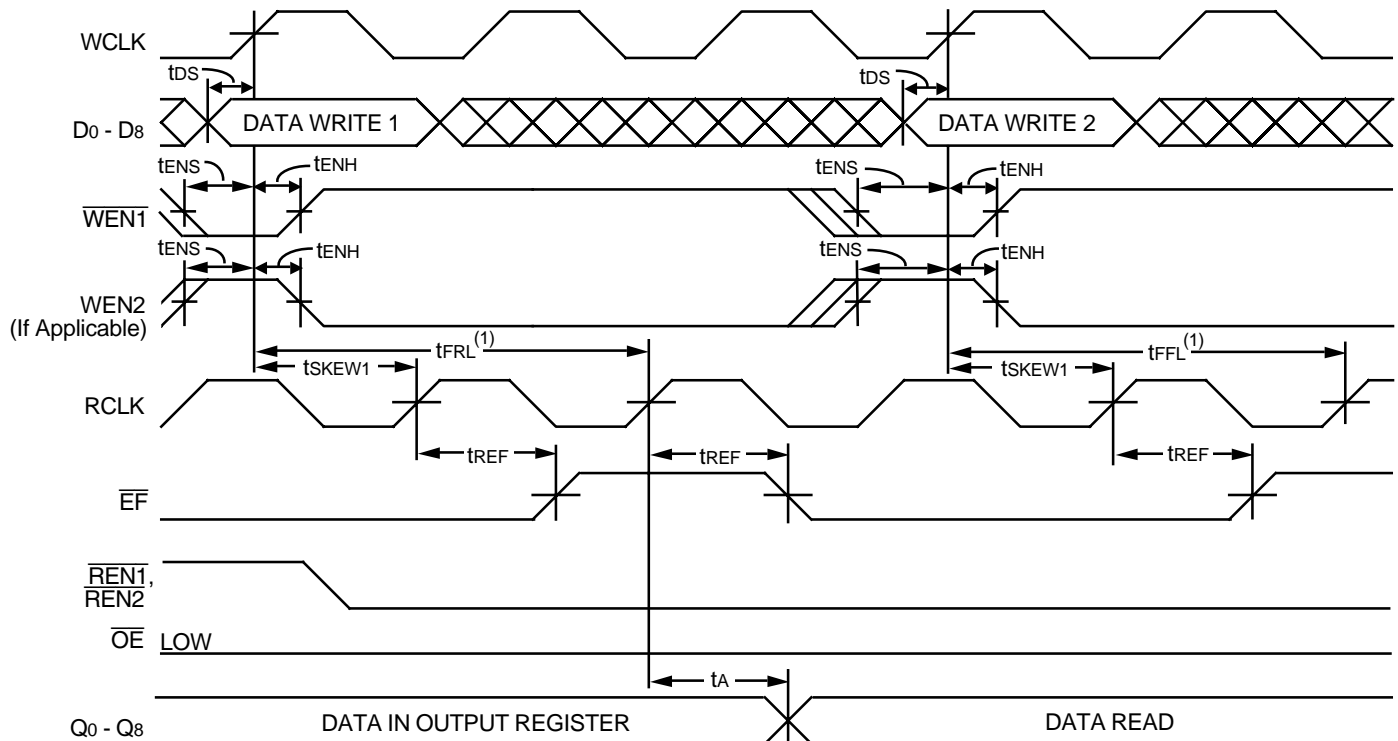 WCLK
tDS
tDS
D0 - D8
DATA WRITE 1
DATA WRITE 2
tENS
tENH
tENS
tENH
WEN1
tENS
tENH
tENS
tENH
WEN2
(If Applicable)
tFRL(1)
tFFL(1)
tSKEW1
tSKEW1
RCLK
tREF
tREF
tREF
EF
REN1,
REN2
OE
LOW
tA
Q0 - Q8
DATA IN OUTPUT REGISTER
DATA READ